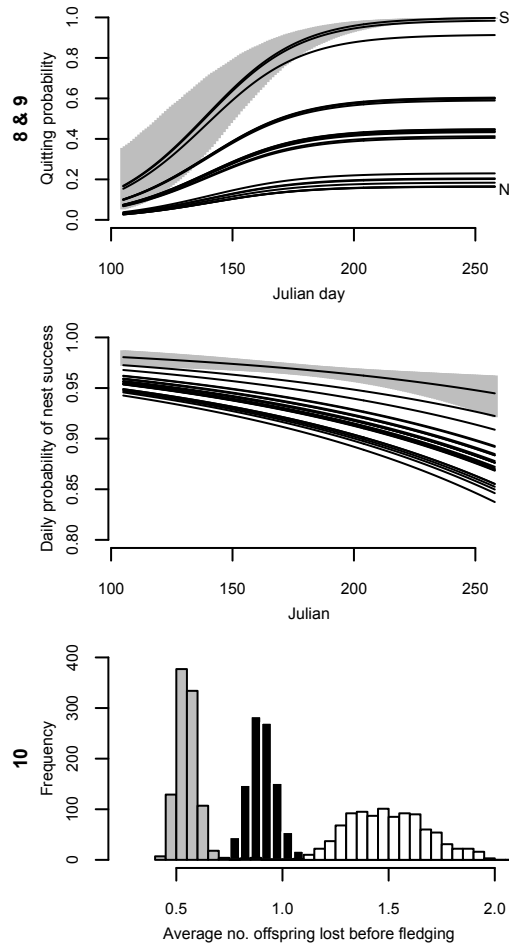 8 & 9
Quitting probability
1.0
0.8
0.6
0.4
0.2
0.0
S
N
100 150 200 250
Julian day
Daily probability of nest success
1.00
0.95
0.90
0.85
0.80
100 150 200 250
Julian
10
Frequency
400
300
200
100
0
0.5 1.0 1.5 2.0
Average no. offspring lost before fledging